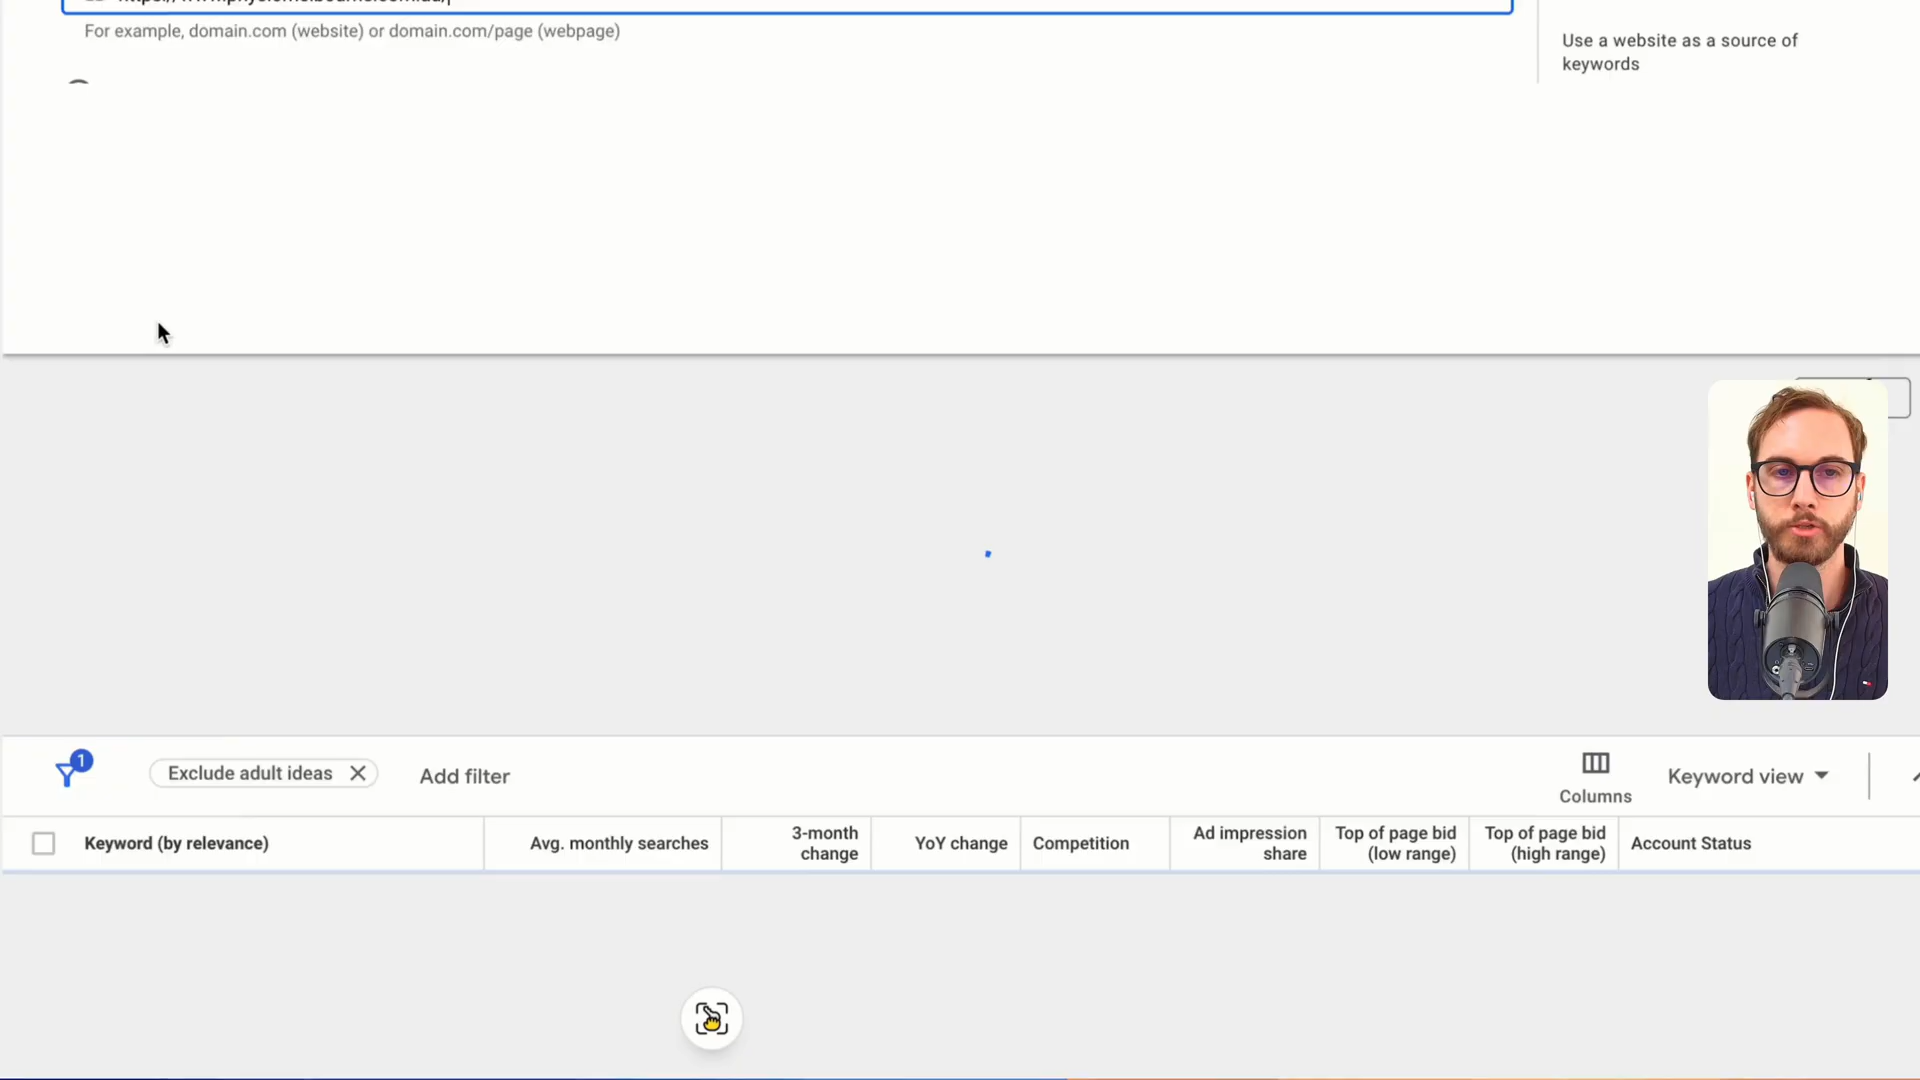 For example, domain.com (website) or domain.com/page (webpage)
Use a website as a source of
keywords
1
Exclude adult ideas
Add filter
Columns
Keyword view
Keyword (by relevance)
Avg. monthly searches
3-month
change
YoY change
Competition
Ad impression
share
Top of page bid
(low range)
Top of page bid
(high range)
Account Status